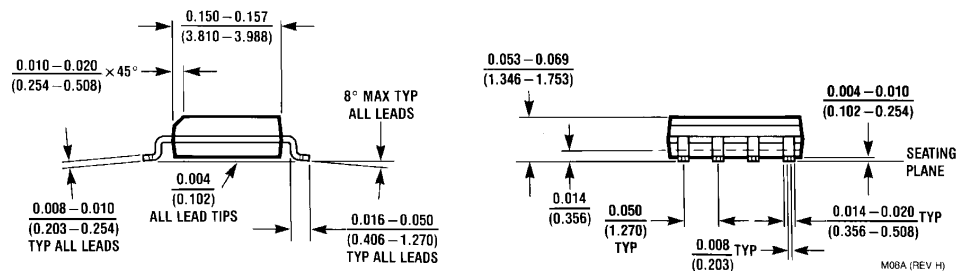 0.150 – 0.157
(3.810 – 3.988)
0.010 – 0.020 × 45°
(0.254 – 0.508)
8° MAX TYP
ALL LEADS
0.004
(0.102)
ALL LEAD TIPS
0.008 – 0.010
(0.203 – 0.254)
TYP ALL LEADS
0.016 – 0.050
(0.406 – 1.270)
TYP ALL LEADS
0.053 – 0.069
(1.346 – 1.753)
0.004 – 0.010
(0.102 – 0.254)
SEATING
PLANE
0.014
(0.356)
0.050
(1.270)
TYP
0.014 – 0.020 TYP
(0.356 – 0.508)
0.008 TYP
(0.203)
M08A (REV H)